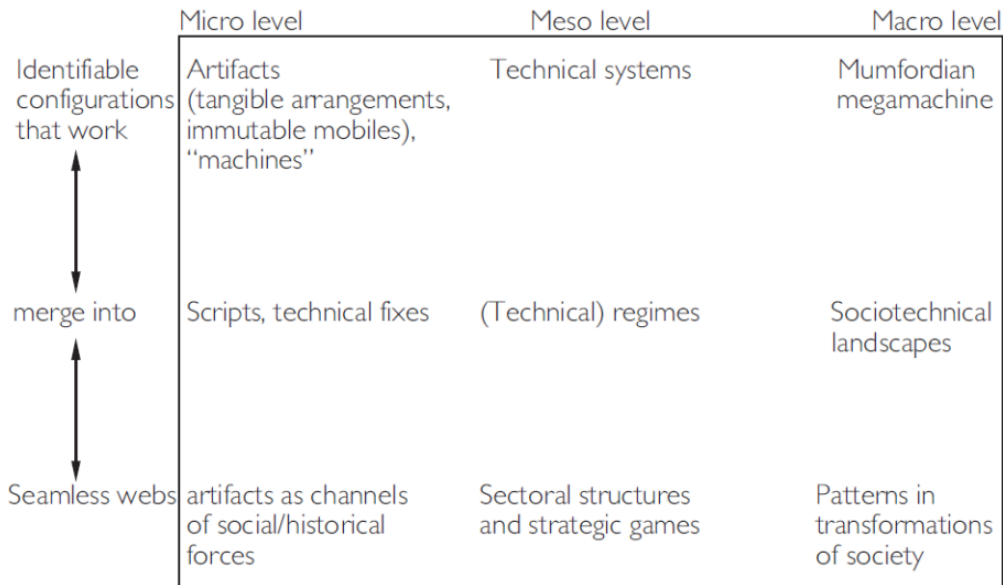 Micro level Meso level Macro level
Identifiable Artifacts Technical systems Mumfordian
configurations (tangible arrangements, megamachine
that work immutable mobiles),
“machines”
merge into Scripts, technical fixes (Technical) regimes Sociotechnical
landscapes
Seamless webs artifacts as channels Sectoral structures Patterns in
of social/historical and strategic games transformations
forces of society